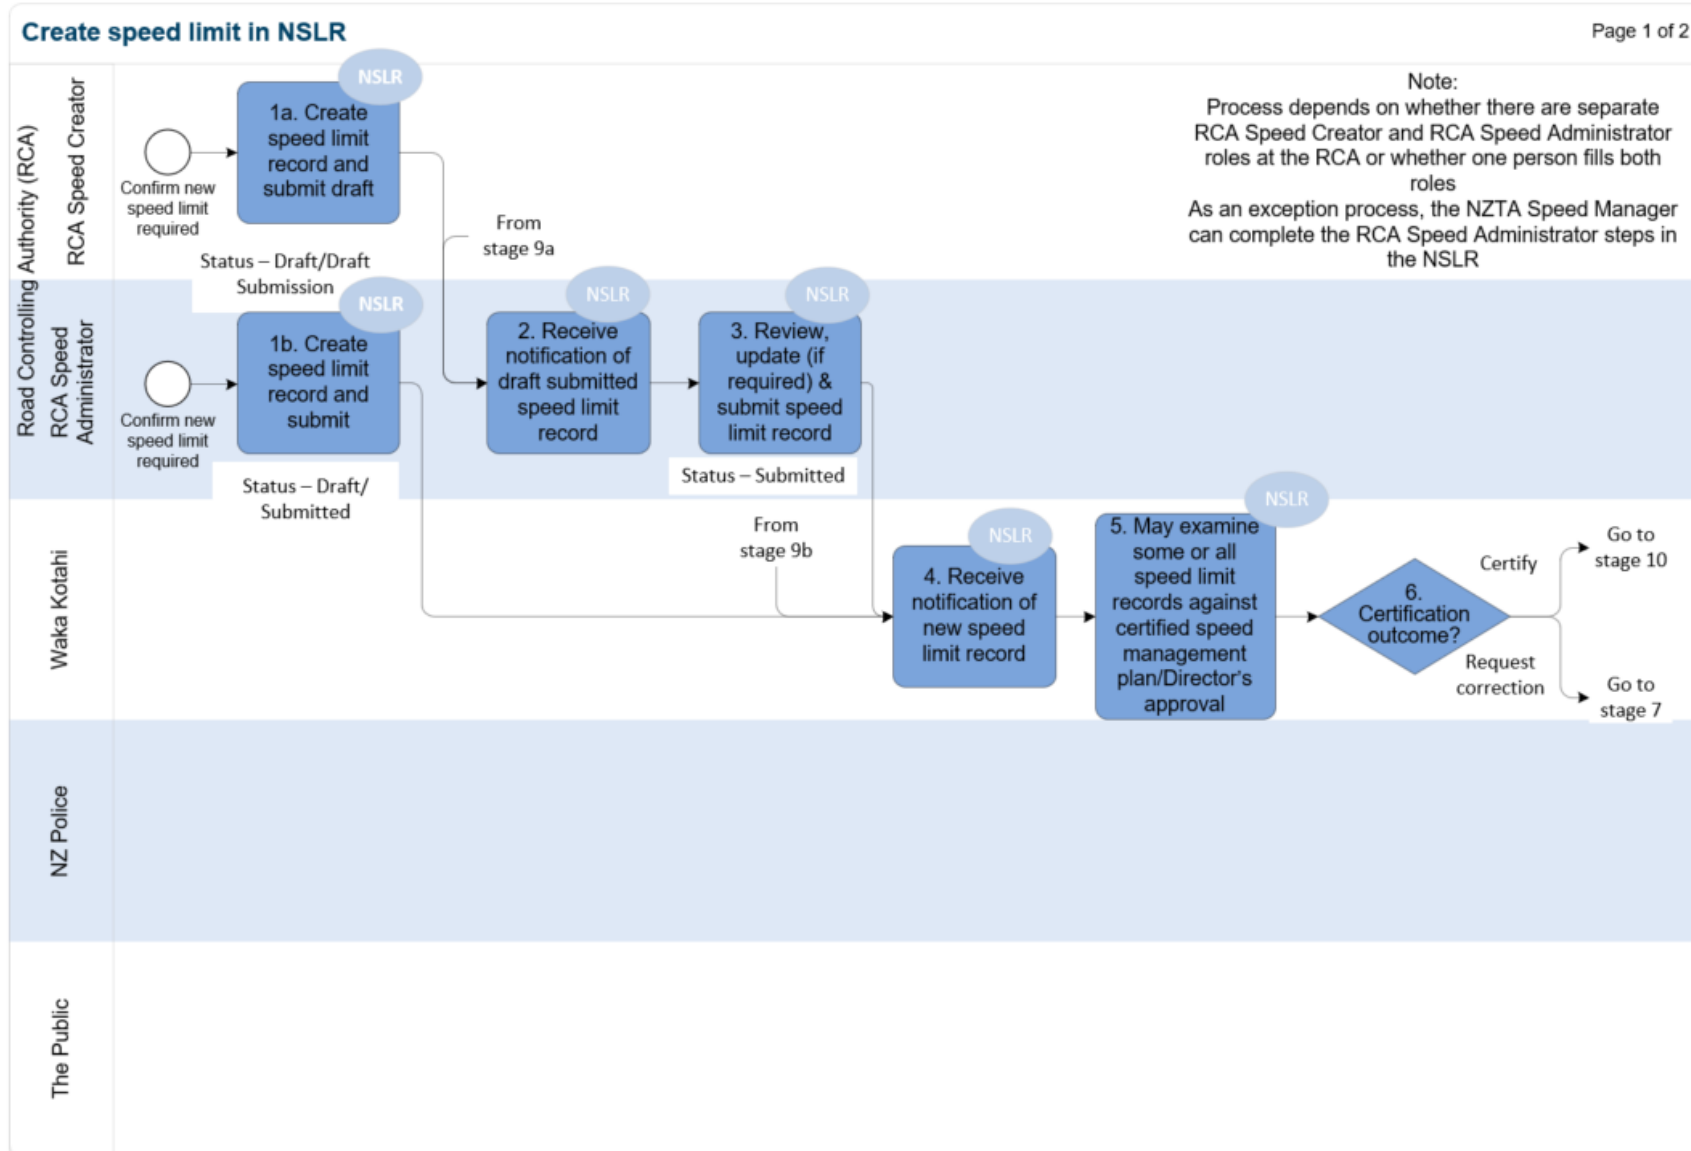 Create speed limit in NSLR
Page 1 of 2
Road Controlling Authority (RCA)
RCA Speed Creator
Confirm new
speed limit
required
NSLR
1a. Create
speed limit
record and
submit draft
Status – Draft/Draft
Submission
From
stage 9a
Note:
Process depends on whether there are separate
RCA Speed Creator and RCA Speed Administrator
roles at the RCA or whether one person fills both
roles
As an exception process, the NZTA Speed Manager
can complete the RCA Speed Administrator steps in
the NSLR
RCA Speed
Administrator
Confirm new
speed limit
required
NSLR
1b. Create
speed limit
record and
submit
Status – Draft/
Submitted
NSLR
2. Receive
notification of
draft submitted
speed limit
record
NSLR
3. Review,
update (if
required) &
submit speed
limit record
Status – Submitted
Waka Kotahi
From
stage 9b
NSLR
4. Receive
notification of
new speed
limit record
NSLR
5. May examine
some or all
speed limit
records against
certified speed
management
plan/Director's
approval
6.
Certification
outcome?
Certify
Go to
stage 10
Request
correction
Go to
stage 7
NZ Police
The Public